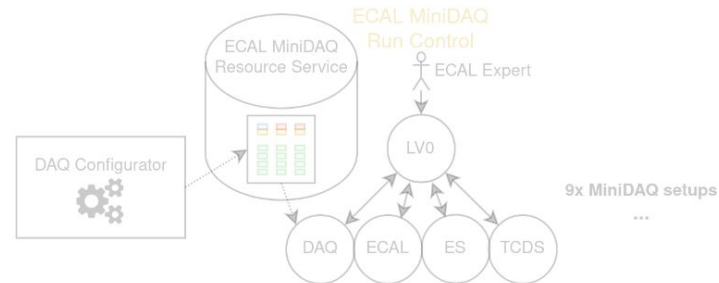 ECAL MiniDAQ
Run Control
ECAL MiniDAQ
Resource Service
ECAL Expert
LV0
DAQ Configurator
9x MiniDAQ setups
...
DAQ
ECAL
ES
TCDS